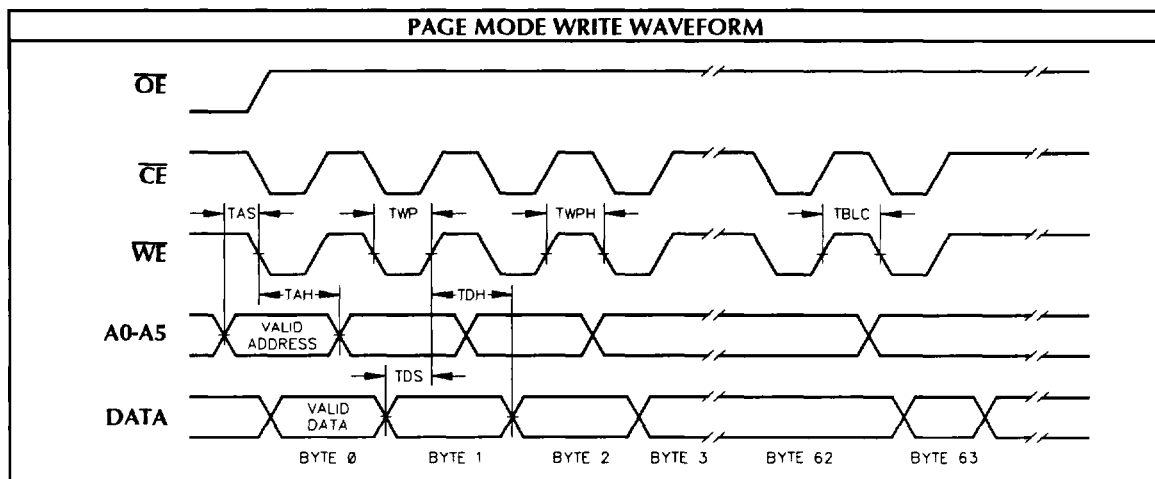 PAGE MODE WRITE WAVEFORM
OE
CE
TAS
TWP
TWPH
TBLC
WE
TAH
TDH
A0-A5
VALID
ADDRESS
TDS
DATA
VALID
DATA
BYTE 0
BYTE 1
BYTE 2
BYTE 3
BYTE 62
BYTE 63